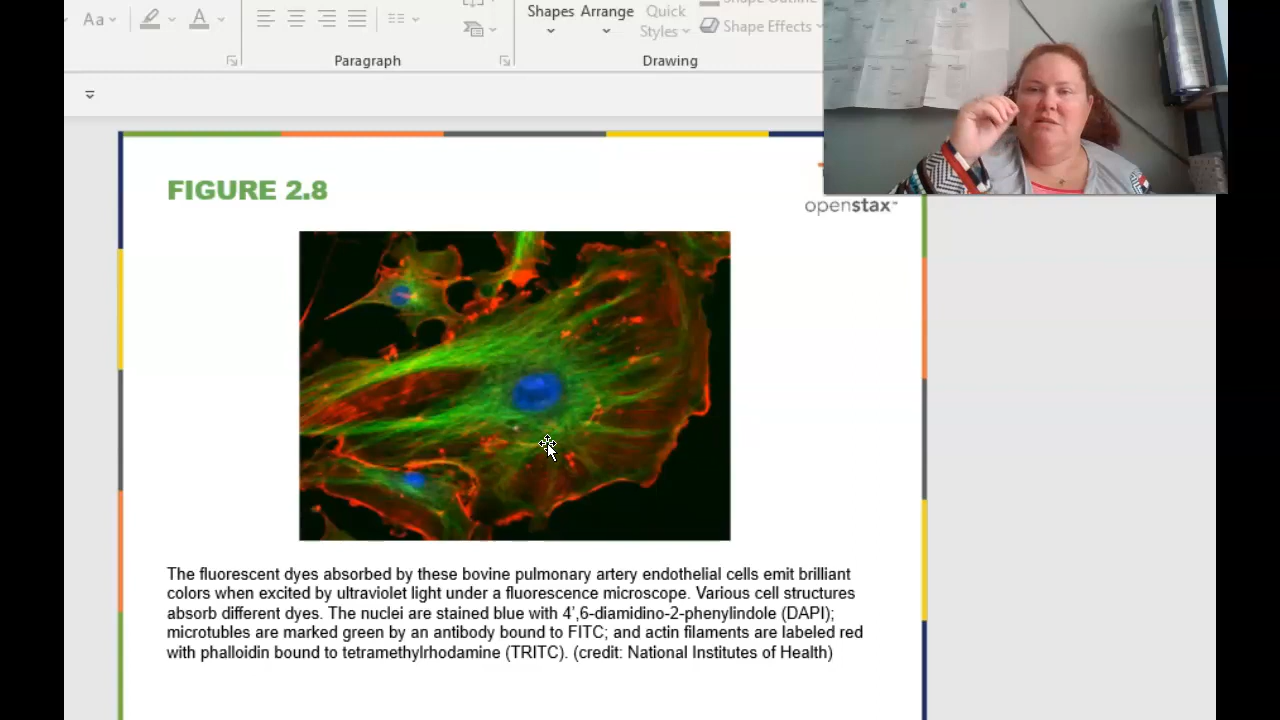 Shape Outline
Aa
Shapes Arrange Quick
Styles
Shape Effects
Paragraph
Drawing
FIGURE 2.8
openstax™
The fluorescent dyes absorbed by these bovine pulmonary artery endothelial cells emit brilliant
colors when excited by ultraviolet light under a fluorescence microscope. Various cell structures
absorb different dyes. The nuclei are stained blue with 4’,6-diamidino-2-phenylindole (DAPI);
microtubles are marked green by an antibody bound to FITC; and actin filaments are labeled red
with phalloidin bound to tetramethylrhodamine (TRITC). (credit: National Institutes of Health)